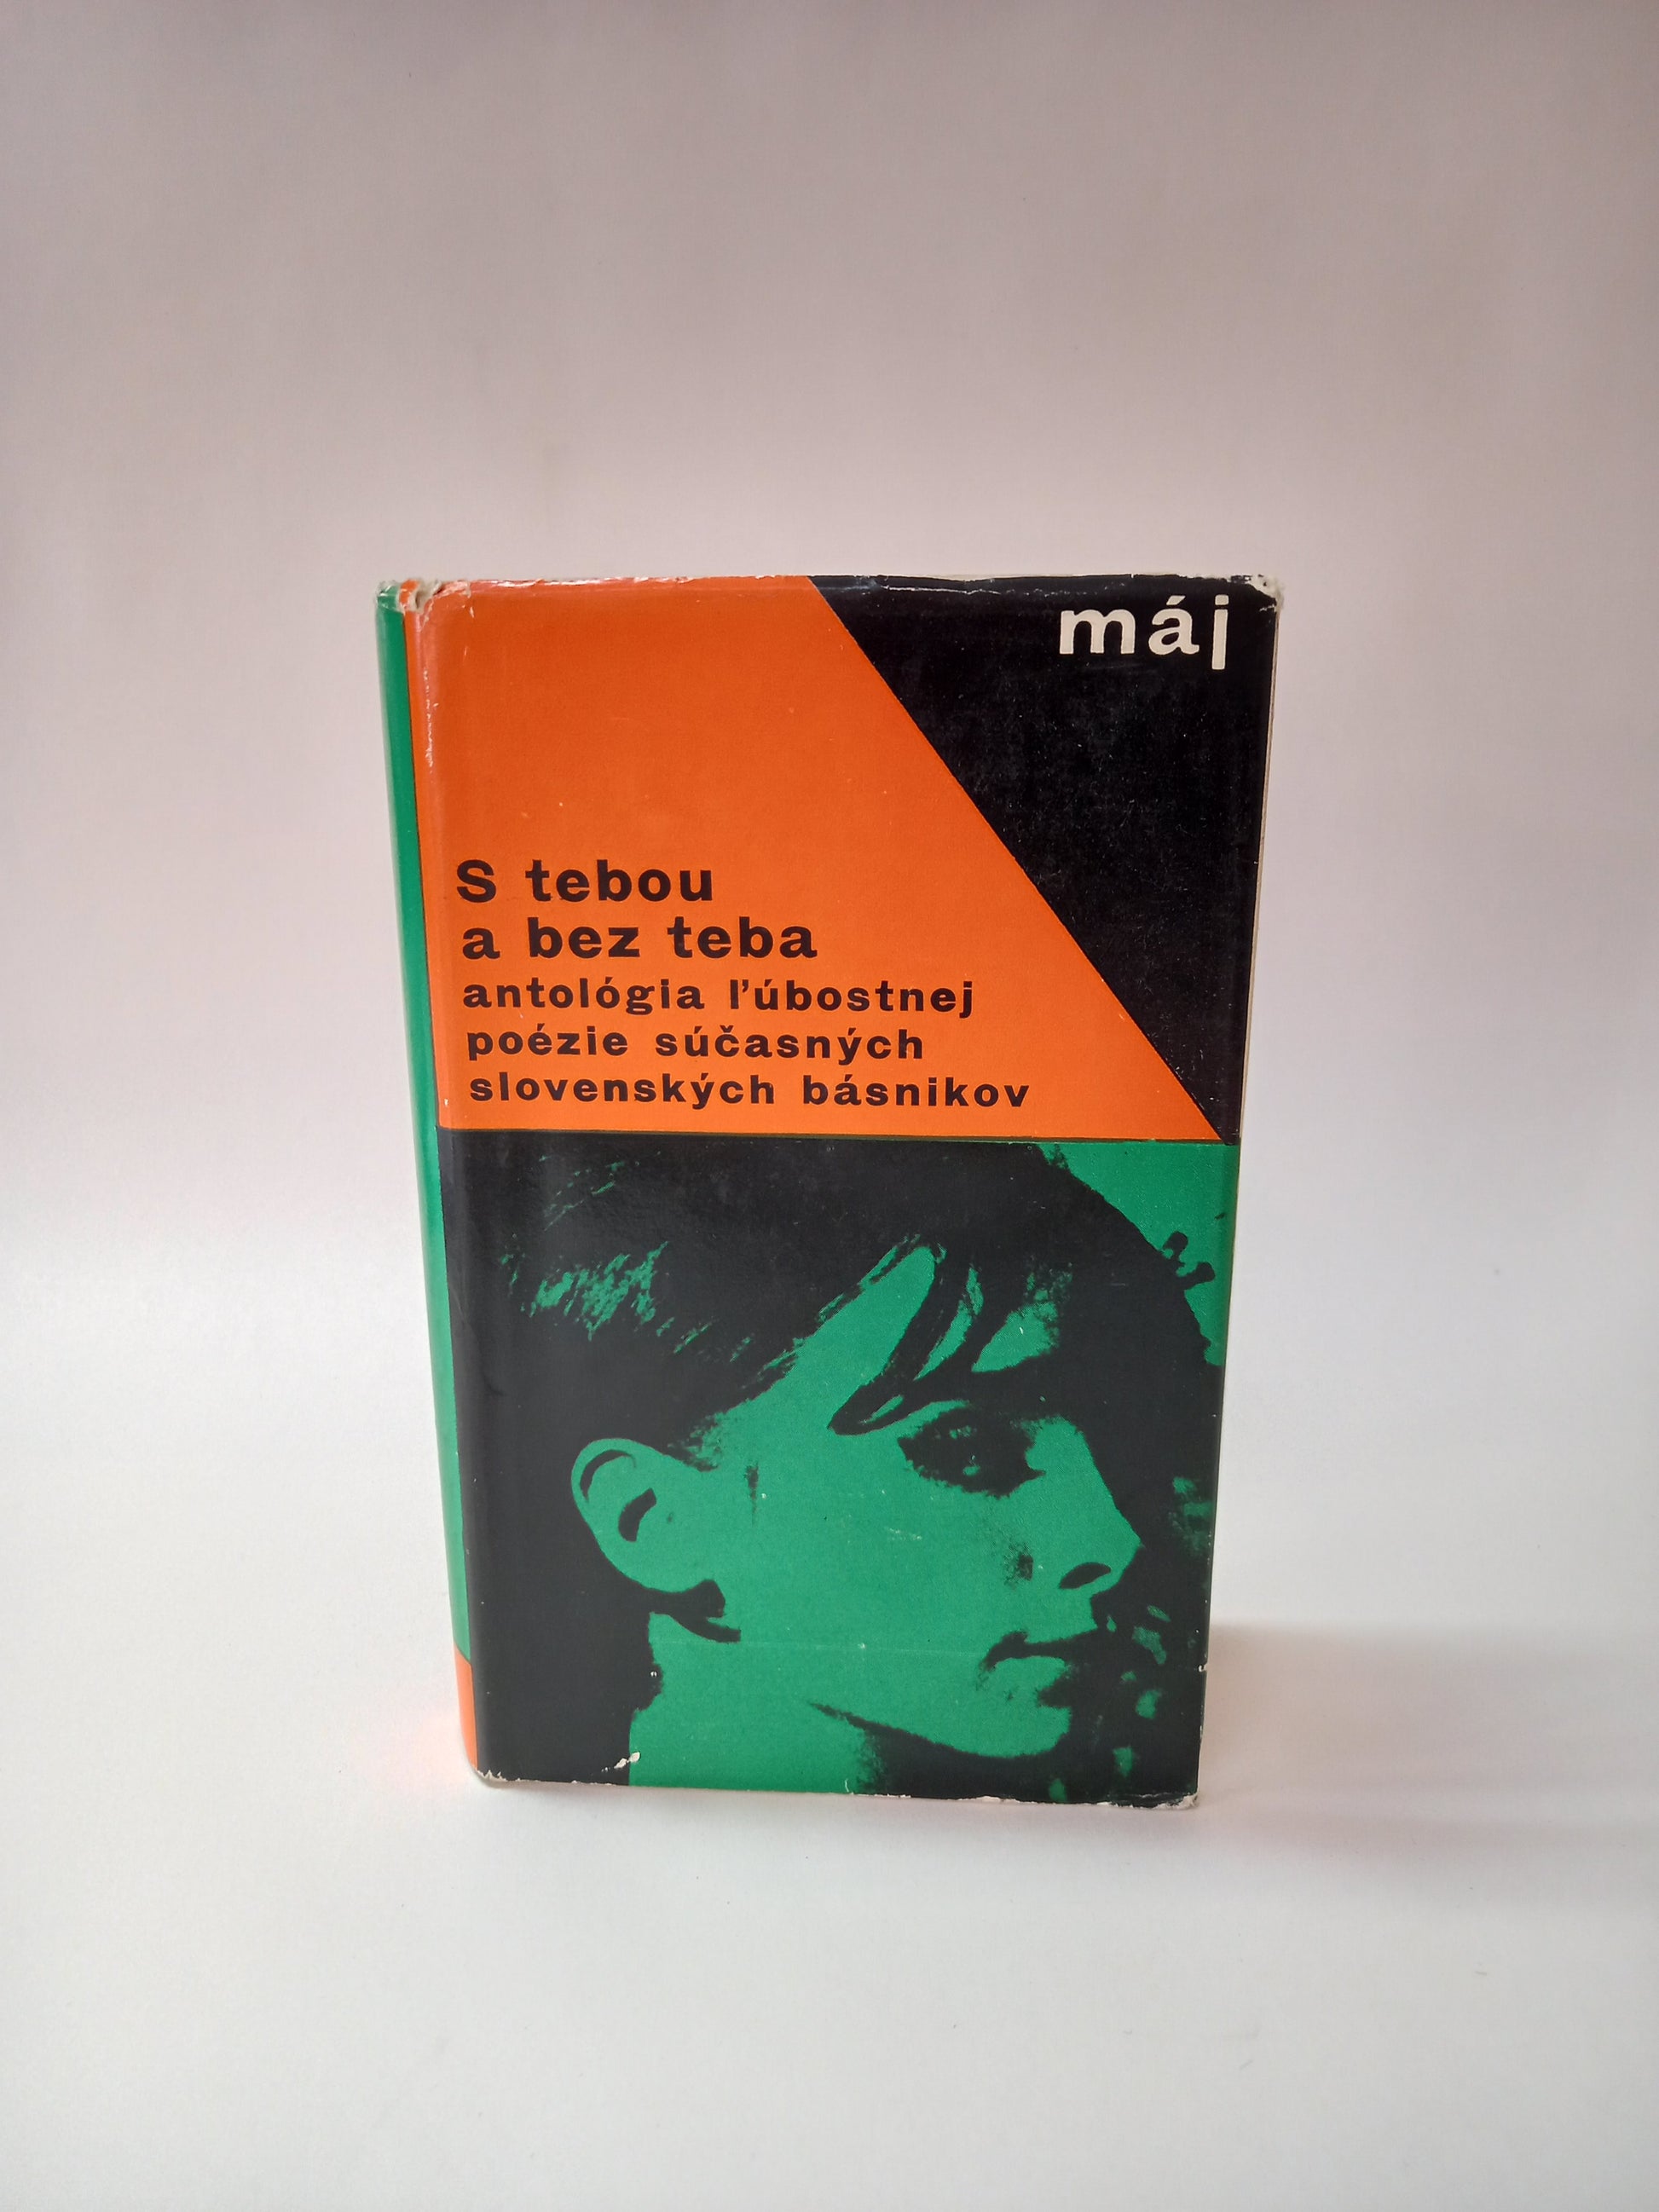 máj
S tebou
a bez teba
antológia ľúbostnej
poézie súčasných
slovenských básnikov